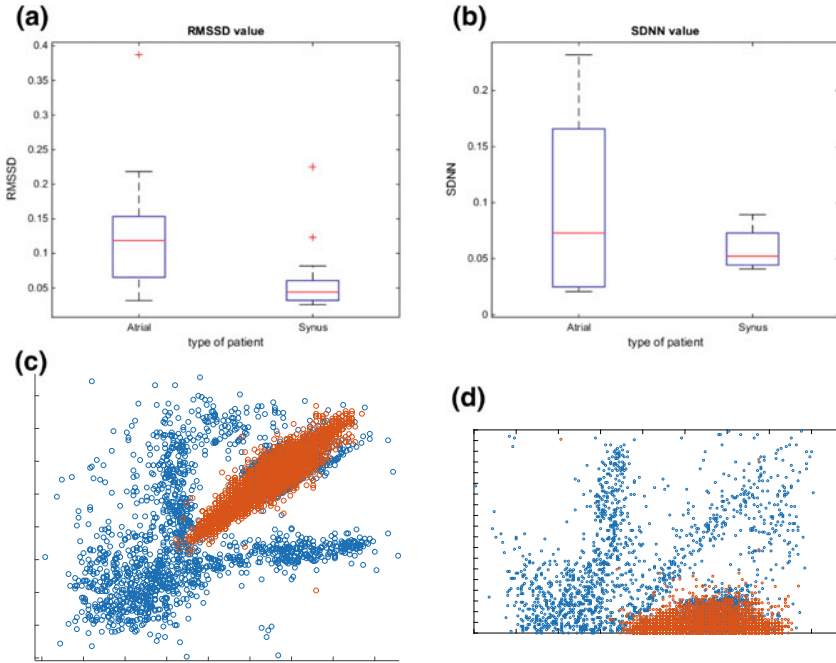 (a)
RMSSD value
0.4
0.35
0.3
0.25
0.2
0.15
0.1
0.05
RMSSD
Atrial
Synus
type of patient
(b)
SDNN value
0.2
0.15
0.1
0.05
0
SDNN
Atrial
Synus
type of patient
(c)
(d)